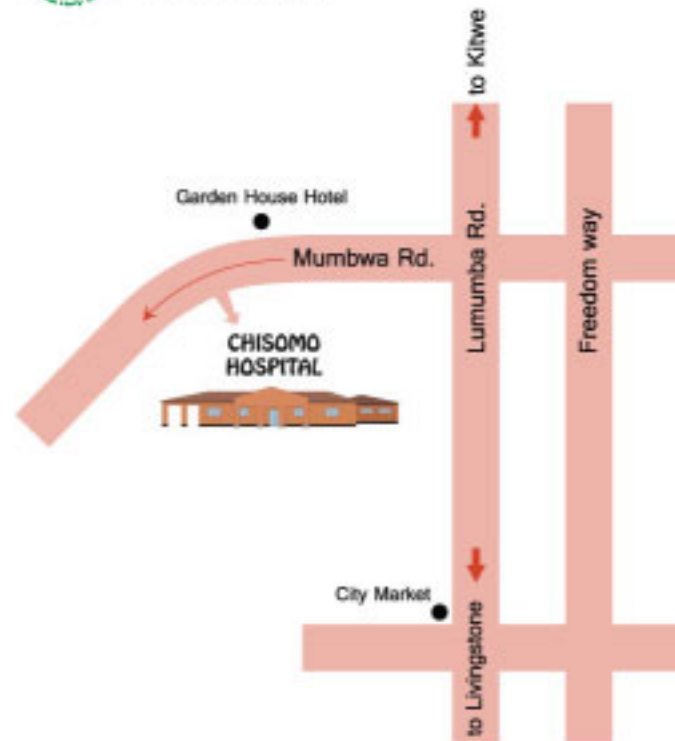 to Kitwe
Garden House Hotel
Mumbwa Rd.
Lumumba Rd.
Freedom way
CHISOMO
HOSPITAL
City Market
to Livingstone